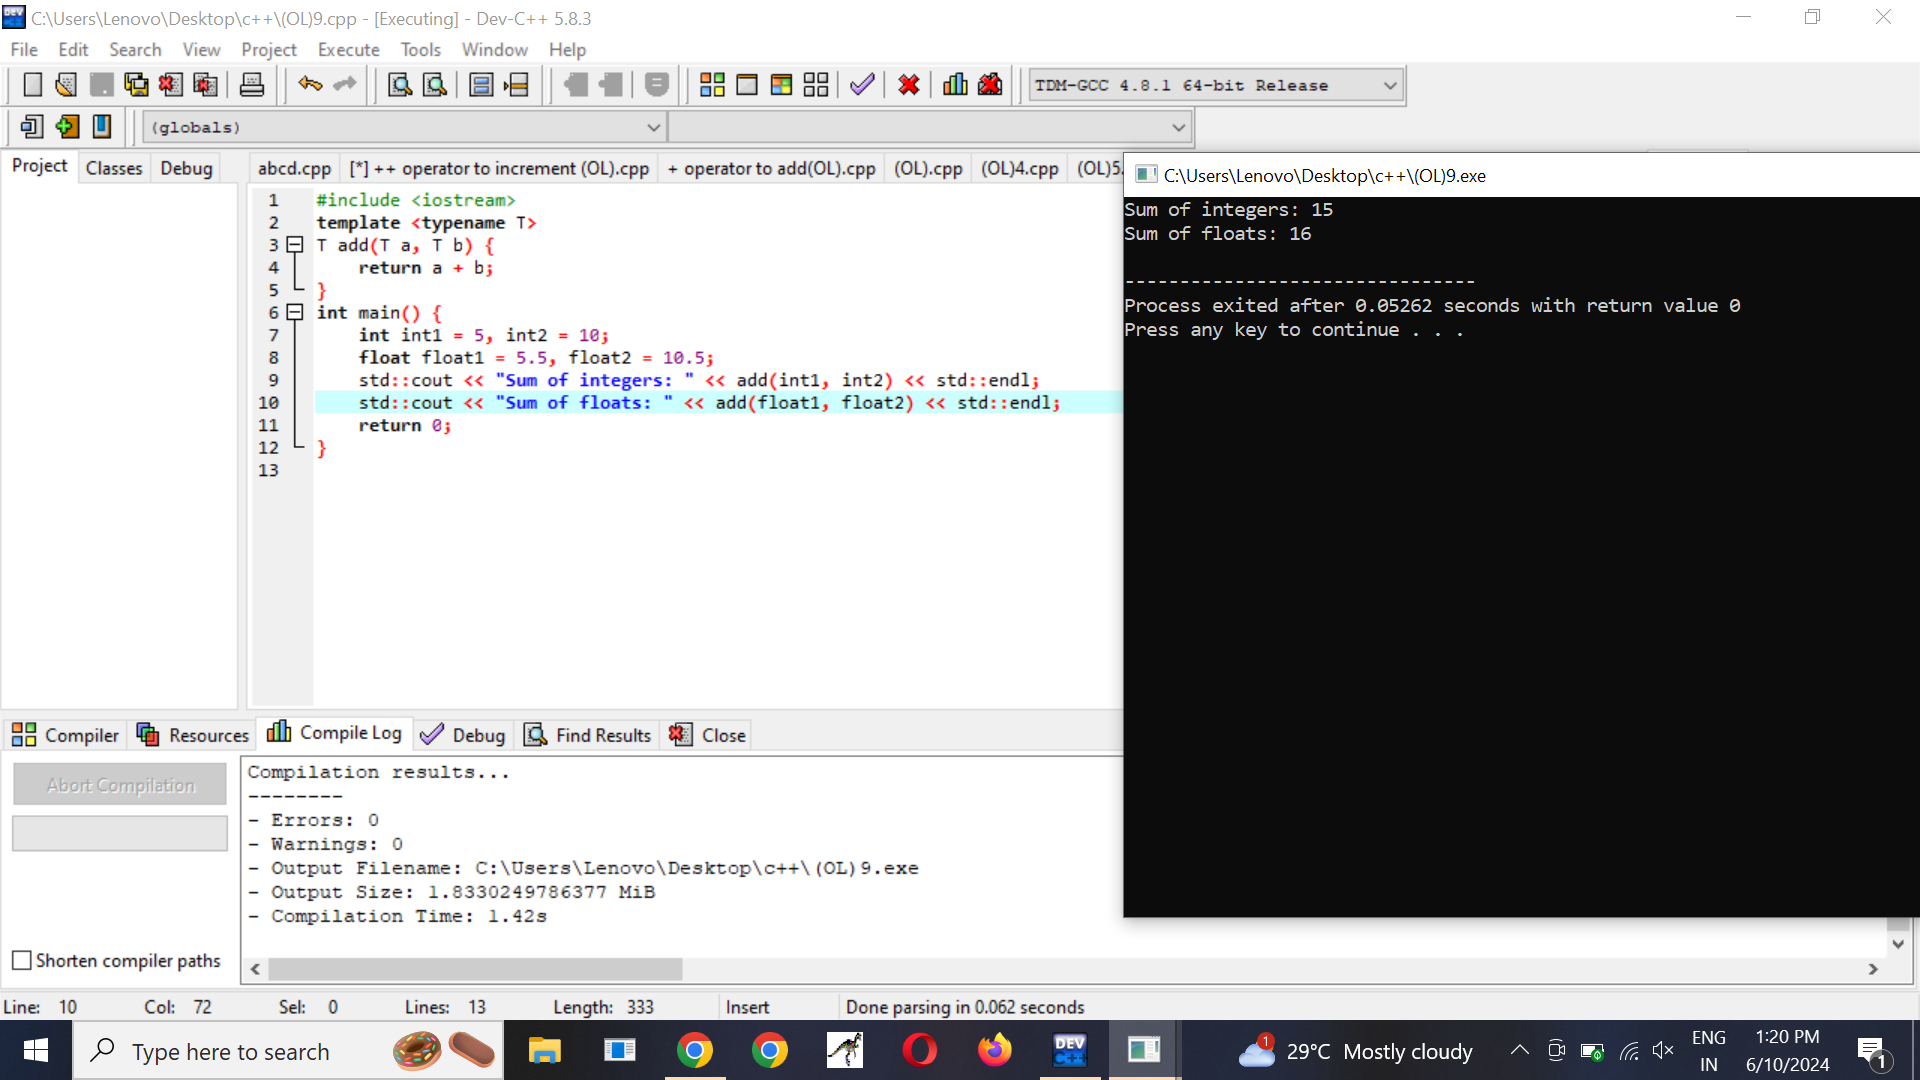 C:\Users\Lenovo\Desktop\c++\(OL)9.cpp - [Executing] - Dev-C++ 5.8.3
File Edit Search View Project Execute Tools Window Help
TDM-GCC 4.8.1 64-bit Release
(globals)
Project Classes Debug
abcd.cpp [*] ++ operator to increment (OL).cpp + operator to add(OL).cpp (OL).cpp (OL)4.cpp (OL)5.
1 #include <iostream>
2 template <typename T>
3 T add(T a, T b) {
4 return a + b;
5 }
6 int main() {
7 int int1 = 5, int2 = 10;
8 float float1 = 5.5, float2 = 10.5;
9 std::cout << "Sum of integers: " << add(int1, int2) << std::endl;
10 std::cout << "Sum of floats: " << add(float1, float2) << std::endl;
11 return 0;
12 }
13
C:\Users\Lenovo\Desktop\c++\(OL)9.exe
Sum of integers: 15
Sum of floats: 16
--------------------------------
Process exited after 0.05262 seconds with return value 0
Press any key to continue . . .
Compiler Resources Compile Log Debug Find Results Close
Abort Compilation
Shorten compiler paths
Compilation results...
--------
- Errors: 0
- Warnings: 0
- Output Filename: C:\Users\Lenovo\Desktop\c++\(OL)9.exe
- Output Size: 1.8330249786377 MiB
- Compilation Time: 1.42s
Line: 10 Col: 72 Sel: 0 Lines: 13 Length: 333 Insert Done parsing in 0.062 seconds
Type here to search
DEV C++
1
29°C Mostly cloudy
ENG
IN
1:20 PM
6/10/2024
1